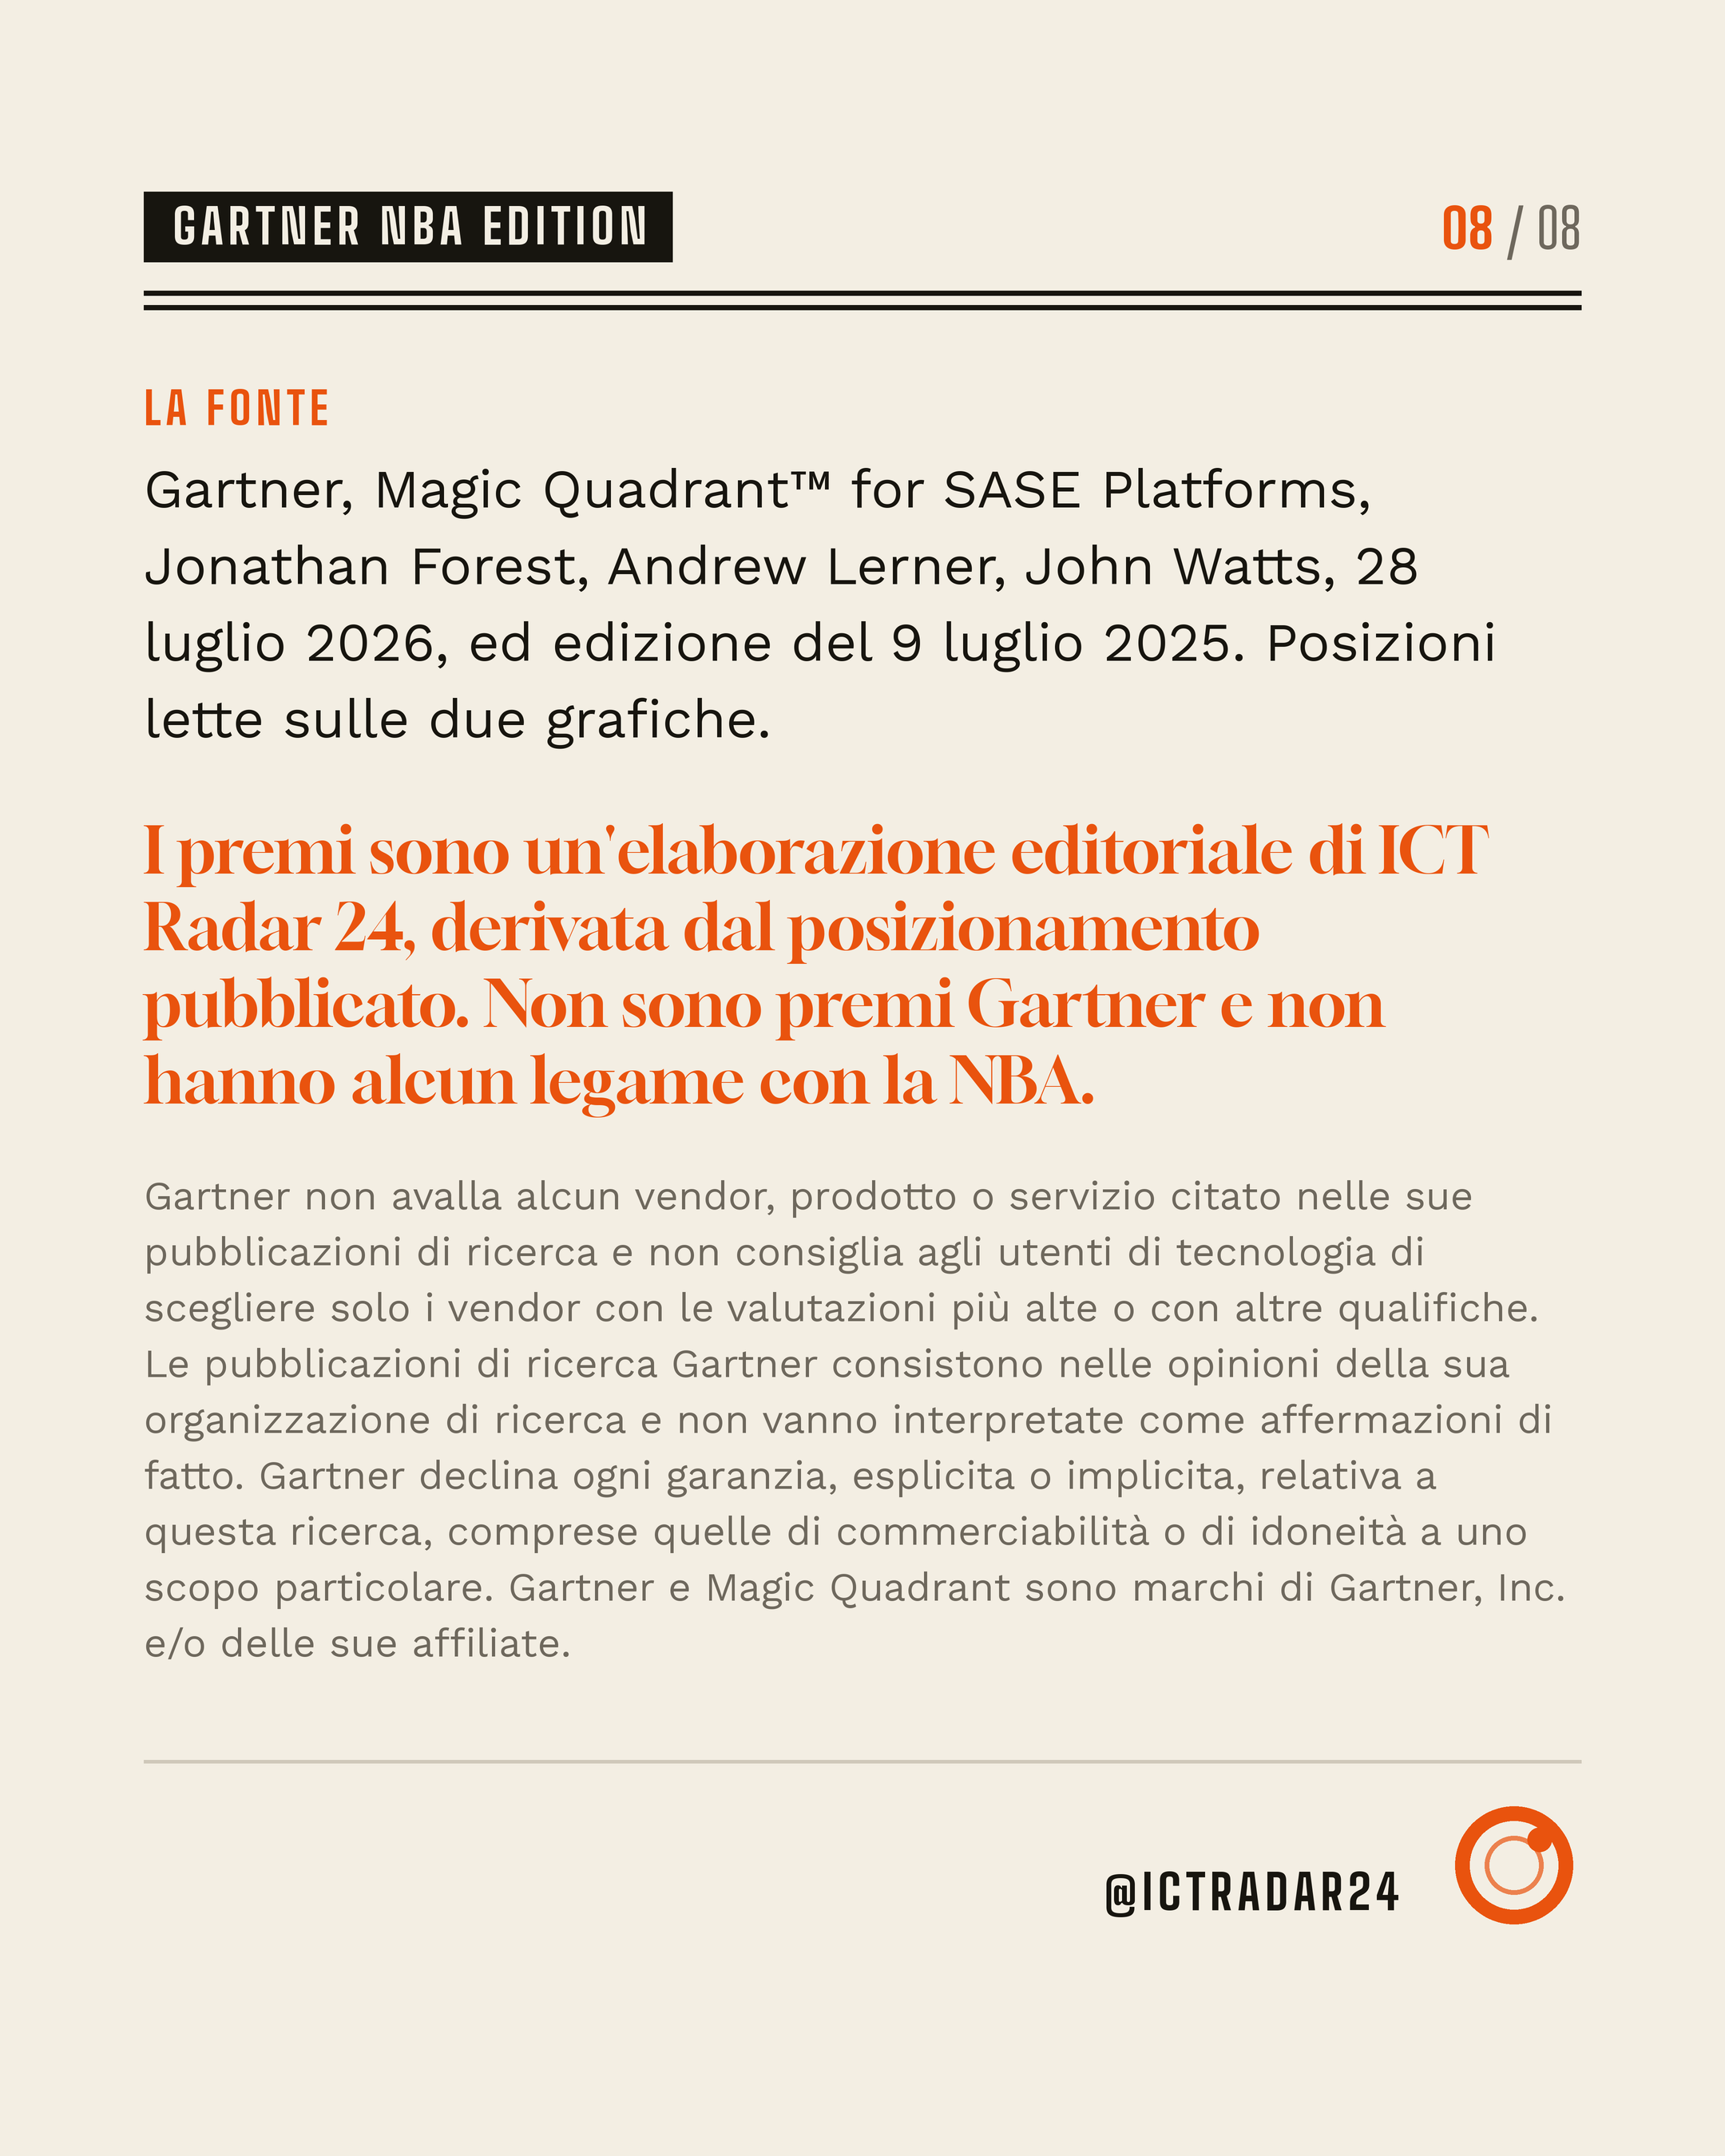 GARTNER NBA EDITION
08 / 08
LA FONTE
Gartner, Magic Quadrant™ for SASE Platforms,
Jonathan Forest, Andrew Lerner, John Watts, 28
luglio 2026, ed edizione del 9 luglio 2025. Posizioni
lette sulle due grafiche.
I premi sono un'elaborazione editoriale di ICT
Radar 24, derivata dal posizionamento
pubblicato. Non sono premi Gartner e non
hanno alcun legame con la NBA.
Gartner non avalla alcun vendor, prodotto o servizio citato nelle sue
pubblicazioni di ricerca e non consiglia agli utenti di tecnologia di
scegliere solo i vendor con le valutazioni più alte o con altre qualifiche.
Le pubblicazioni di ricerca Gartner consistono nelle opinioni della sua
organizzazione di ricerca e non vanno interpretate come affermazioni di
fatto. Gartner declina ogni garanzia, esplicita o implicita, relativa a
questa ricerca, comprese quelle di commerciabilità o di idoneità a uno
scopo particolare. Gartner e Magic Quadrant sono marchi di Gartner, Inc.
e/o delle sue affiliate.
@ICTRADAR24